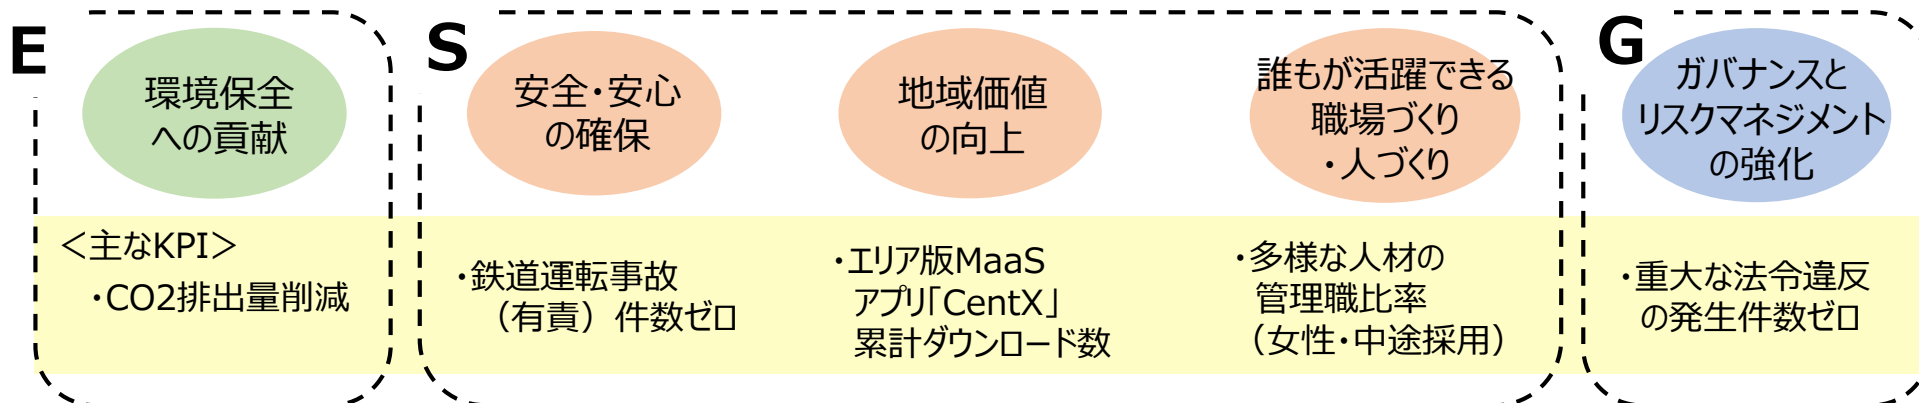 E
環境保全
への貢献
S
安全・安心
の確保
地域価値
の向上
誰もが活躍できる
職場づくり
・人づくり
G
ガバナンスと
リスクマネジメント
の強化
＜主なKPI＞
・CO2排出量削減
・鉄道運転事故
（有責）件数ゼロ
・エリア版MaaS
アプリ「CentX」
累計ダウンロード数
・多様な人材の
管理職比率
（女性・中途採用）
・重大な法令違反
の発生件数ゼロ